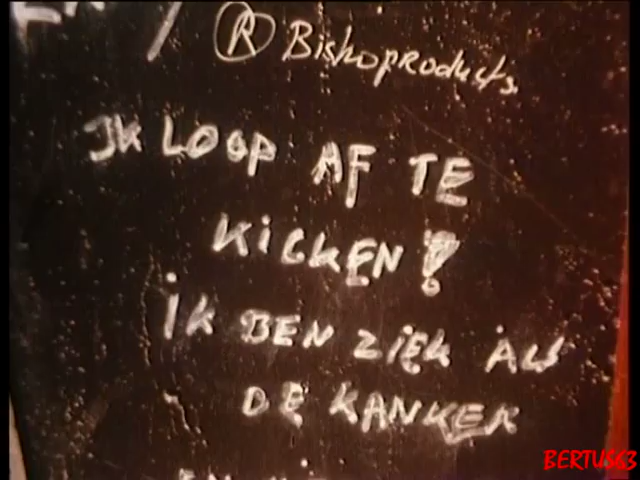 ® Bishoproducts.
IK LOOP AF TE
KICKEN!
IK BEN ZIEK ALS
DE KANKER
BERTUS63